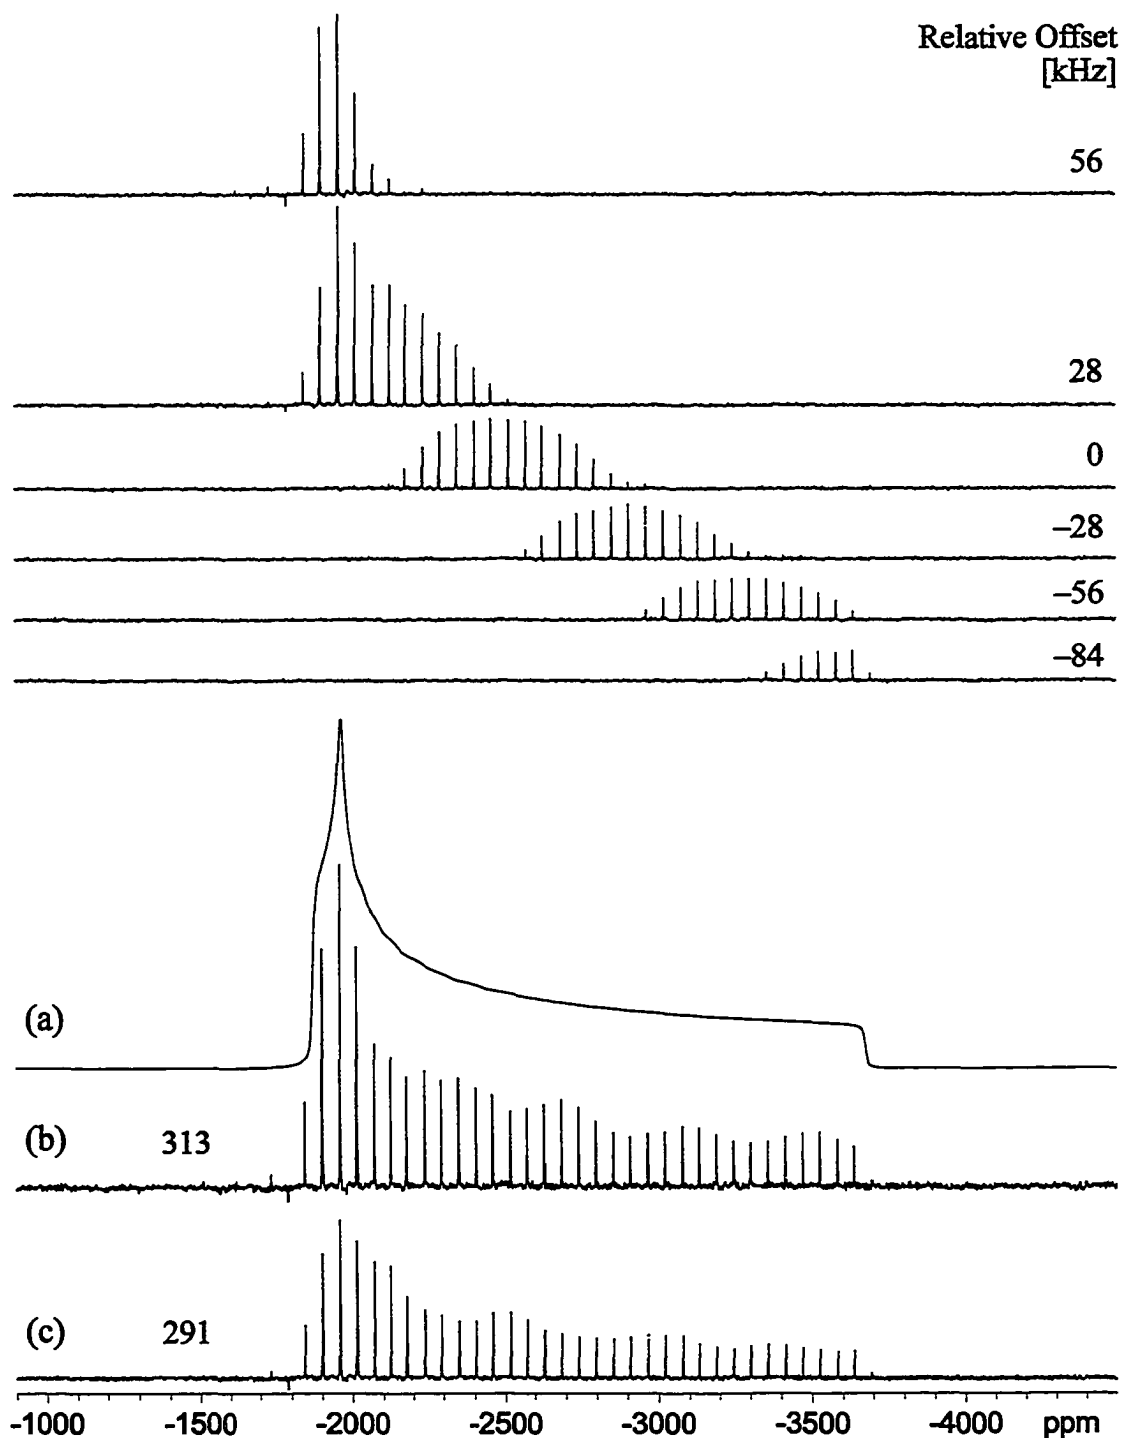 Relative Offset
[kHz]
56
28
0
–28
–56
–84
(a)
(b) 313
(c) 291
-1000 -1500 -2000 -2500 -3000 -3500 -4000 ppm